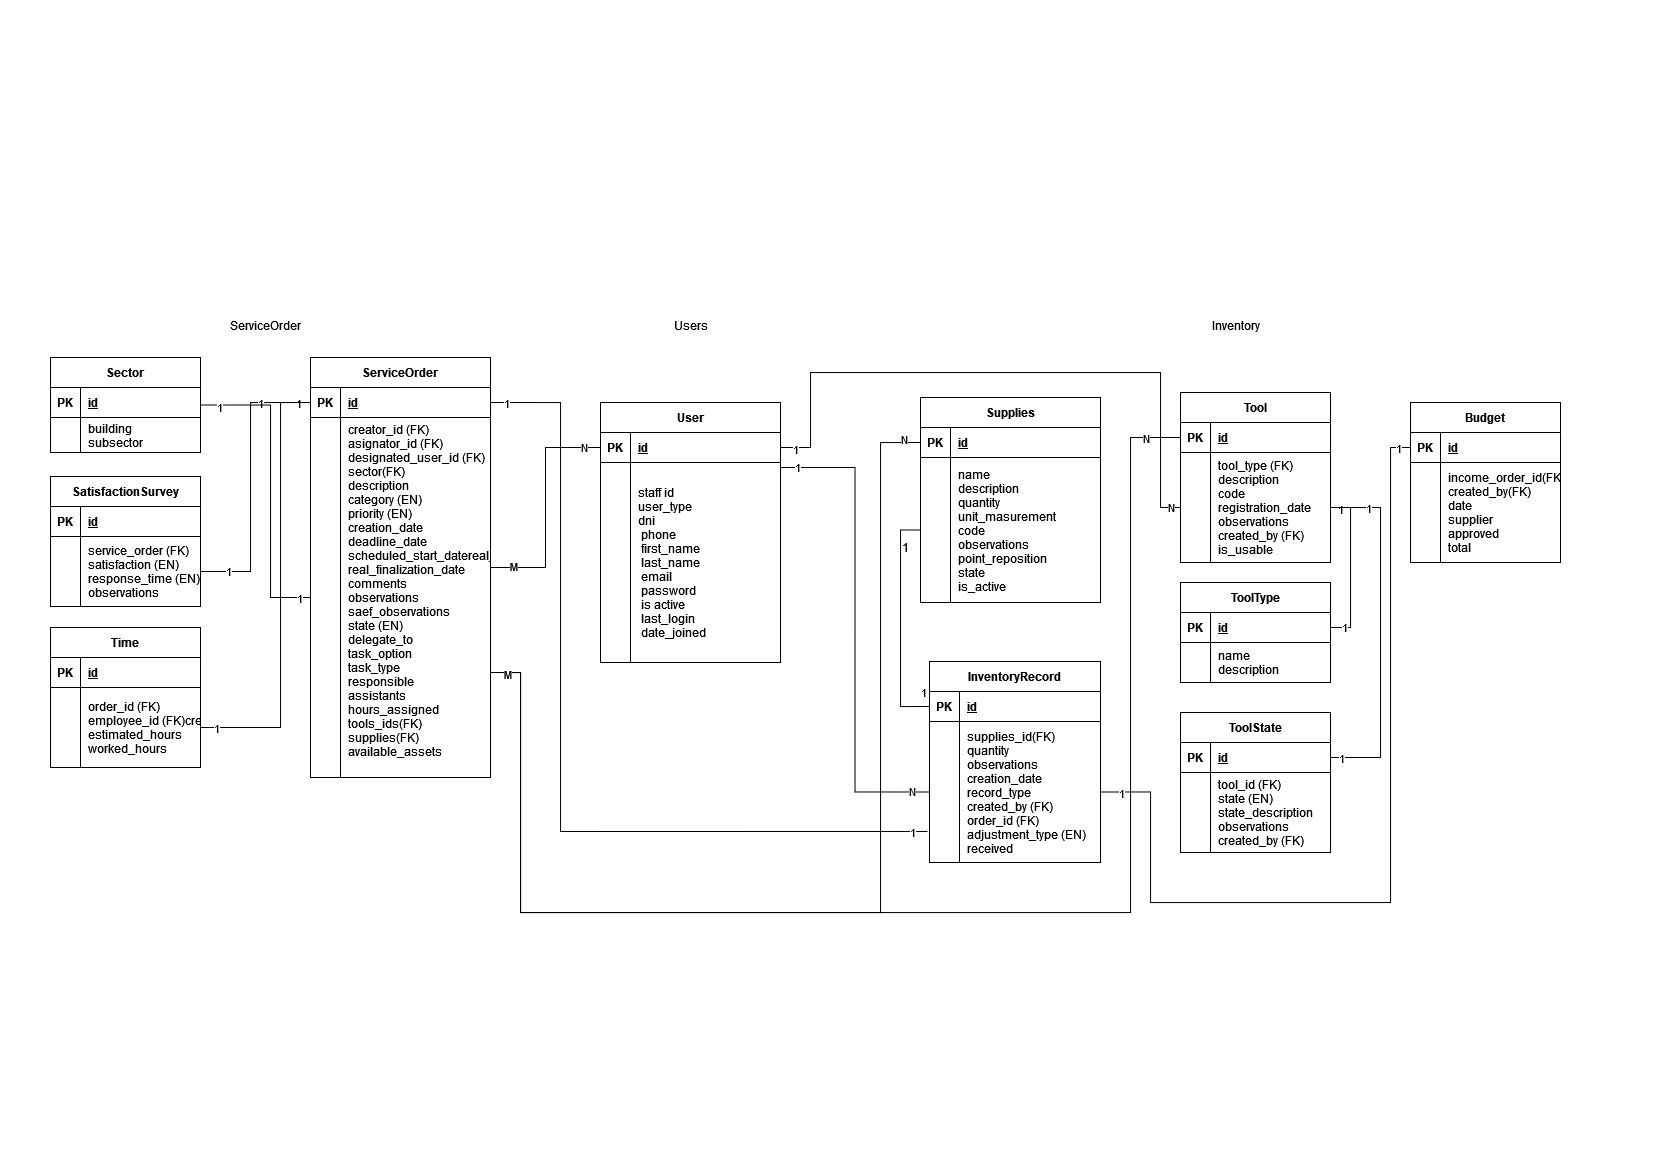 ServiceOrder
Users
Inventory
Sector
PK id
building
subsector
SatisfactionSurvey
PK id
service_order (FK)
satisfaction (EN)
response_time (EN)
observations
Time
PK id
order_id (FK)
employee_id (FK)cre
estimated_hours
worked_hours
ServiceOrder
PK id
creator_id (FK)
asignator_id (FK)
designated_user_id (FK)
sector(FK)
description
category (EN)
priority (EN)
creation_date
deadline_date
scheduled_start_datereal
real_finalization_date
comments
observations
saef_observations
state (EN)
delegate_to
task_option
task_type
responsible
assistants
hours_assigned
tools_ids(FK)
supplies(FK)
available_assets
User
PK id
staff id
user_type
dni
phone
first_name
last_name
email
password
is active
last_login
date_joined
Supplies
PK id
name
description
quantity
unit_masurement
code
observations
point_reposition
state
is_active
InventoryRecord
PK id
supplies_id(FK)
quantity
observations
creation_date
record_type
created_by (FK)
order_id (FK)
adjustment_type (EN)
received
Tool
PK id
tool_type (FK)
description
code
registration_date
observations
created_by (FK)
is_usable
ToolType
PK id
name
description
ToolState
PK id
tool_id (FK)
state (EN)
state_description
observations
created_by (FK)
Budget
PK id
income_order_id(FK
created_by(FK)
date
supplier
approved
total
1
1
1
1
1
1
1
M
M
N
1
1
N
1
1
N
1
1
N
N
1
1
1
1
1